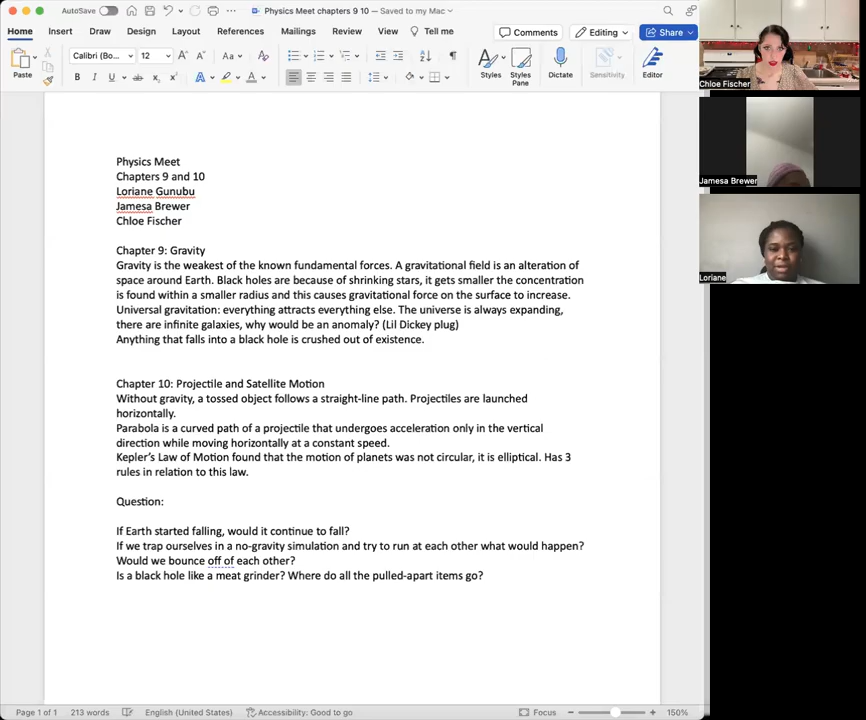 AutoSave
Physics Meet chapters 9 10 — Saved to my Mac
Home Insert Draw Design Layout References Mailings Review View Tell me
Comments Editing Share
Paste
Calibri (Bo... 12
Styles Styles Pane Dictate Sensitivity Editor
Physics Meet
Chapters 9 and 10
Loriane Gunubu
Jamesa Brewer
Chloe Fischer
Chapter 9: Gravity
Gravity is the weakest of the known fundamental forces. A gravitational field is an alteration of
space around Earth. Black holes are because of shrinking stars, it gets smaller the concentration
is found within a smaller radius and this causes gravitational force on the surface to increase.
Universal gravitation: everything attracts everything else. The universe is always expanding,
there are infinite galaxies, why would be an anomaly? (Lil Dickey plug)
Anything that falls into a black hole is crushed out of existence.
Chapter 10: Projectile and Satellite Motion
Without gravity, a tossed object follows a straight-line path. Projectiles are launched
horizontally.
Parabola is a curved path of a projectile that undergoes acceleration only in the vertical
direction while moving horizontally at a constant speed.
Kepler's Law of Motion found that the motion of planets was not circular, it is elliptical. Has 3
rules in relation to this law.
Question:
If Earth started falling, would it continue to fall?
If we trap ourselves in a no-gravity simulation and try to run at each other what would happen?
Would we bounce off of each other?
Is a black hole like a meat grinder? Where do all the pulled-apart items go?
Page 1 of 1 213 words English (United States) Accessibility: Good to go Focus 150%
Chloe Fischer
Jamesa Brewer
Loriane